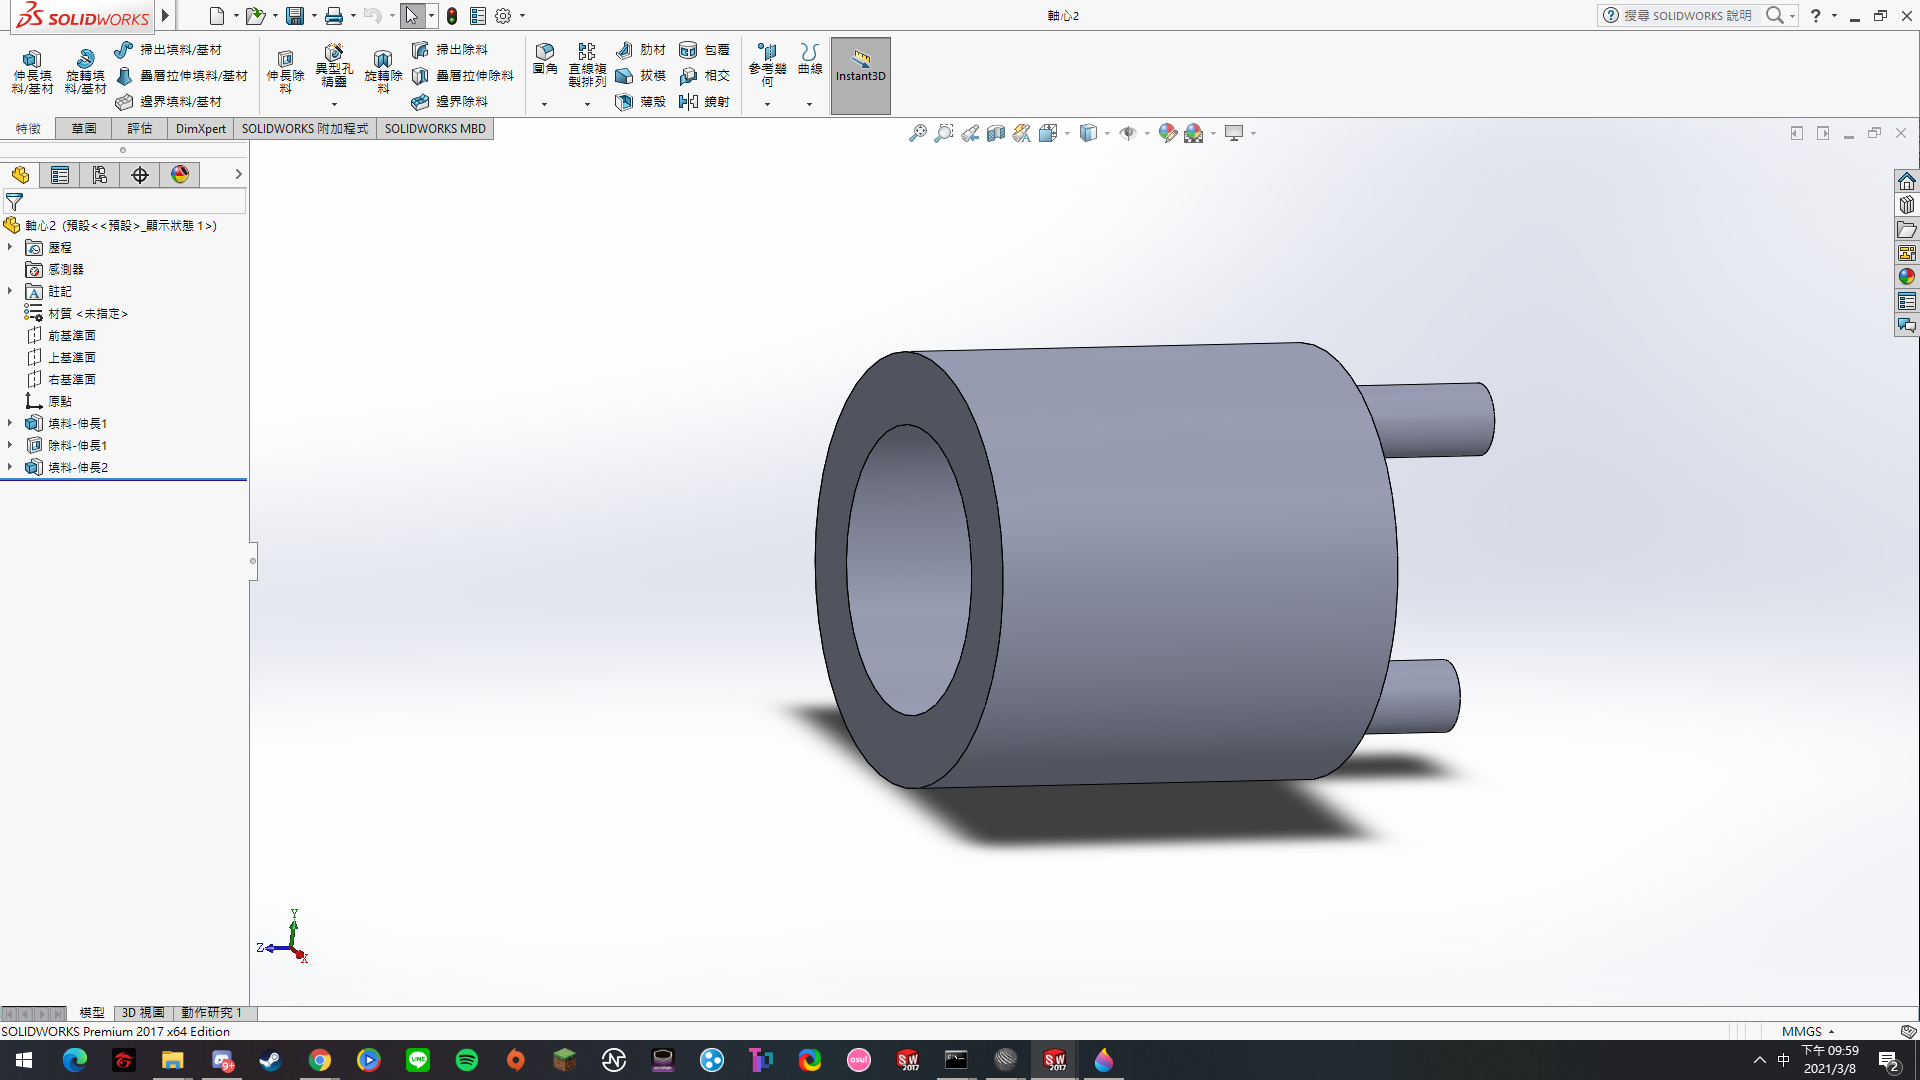 SOLIDWORKS
軸心2
搜尋 SOLIDWORKS 說明
伸長填料/基材
旋轉填料/基材
掃出填料/基材
疊層拉伸填料/基材
邊界填料/基材
伸長除料
異型孔精靈
旋轉除料
掃出除料
疊層拉伸除料
邊界除料
圓角
直線複製排列
肋材
拔模
薄殼
包覆
相交
鏡射
參考幾何
曲線
Instant3D
特徵
草圖
評估
DimXpert
SOLIDWORKS 附加程式
SOLIDWORKS MBD
軸心2 (預設<<預設>_顯示狀態 1>)
歷程
感測器
註記
材質 <未指定>
前基準面
上基準面
右基準面
原點
填料-伸長1
除料-伸長1
填料-伸長2
Y
Z
X
模型
3D 視圖
動作研究 1
SOLIDWORKS Premium 2017 x64 Edition
MMGS
中
下午 09:59
2021/3/8
2
9+
LINE
osu!
SW
2017
SW
2017